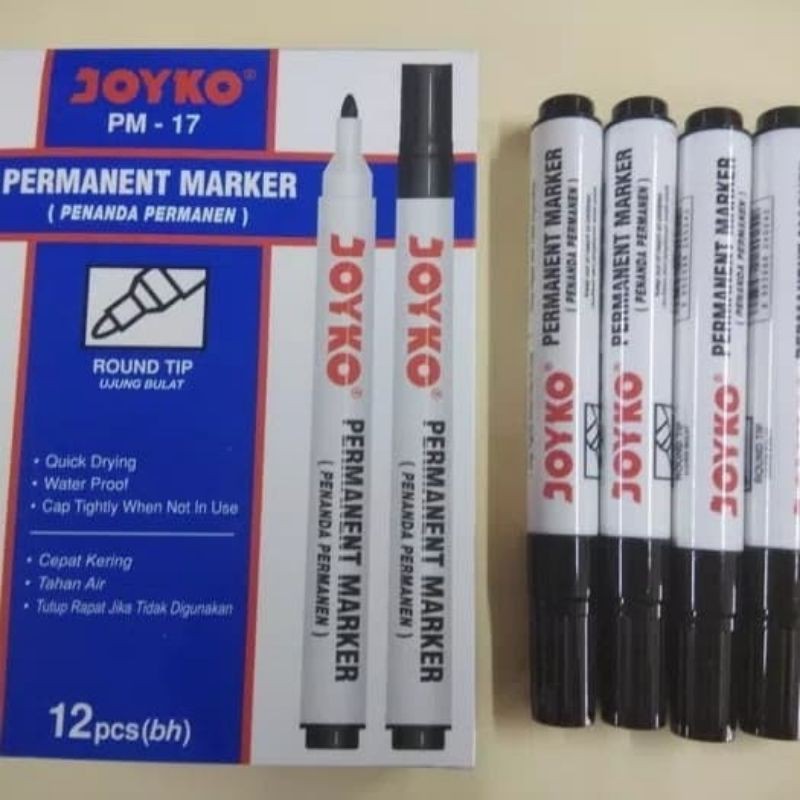 JOYKO®
PM - 17
PERMANENT MARKER
( PENANDA PERMANEN )
ROUND TIP
UJUNG BULAT
• Quick Drying
• Water Proof
• Cap Tightly When Not In Use
• Cepat Kering
• Tahan Air
• Tutup Rapat Jika Tidak Digunakan
12pcs(bh)
JOYKO®
PERMANENT MARKER
( PENANDA PERMANEN )
JOYKO®
PERMANENT MARKER
( PENANDA PERMANEN )
JOYKO®
PERMANENT MARKER
( PENANDA PERMANEN )
JOYKO®
PERMANENT MARKER
( PENANDA PERMANEN )
ROUND TIP
JOYKO®
PERMANENT MARKER
( PENANDA PERMANEN )
ROUND TIP